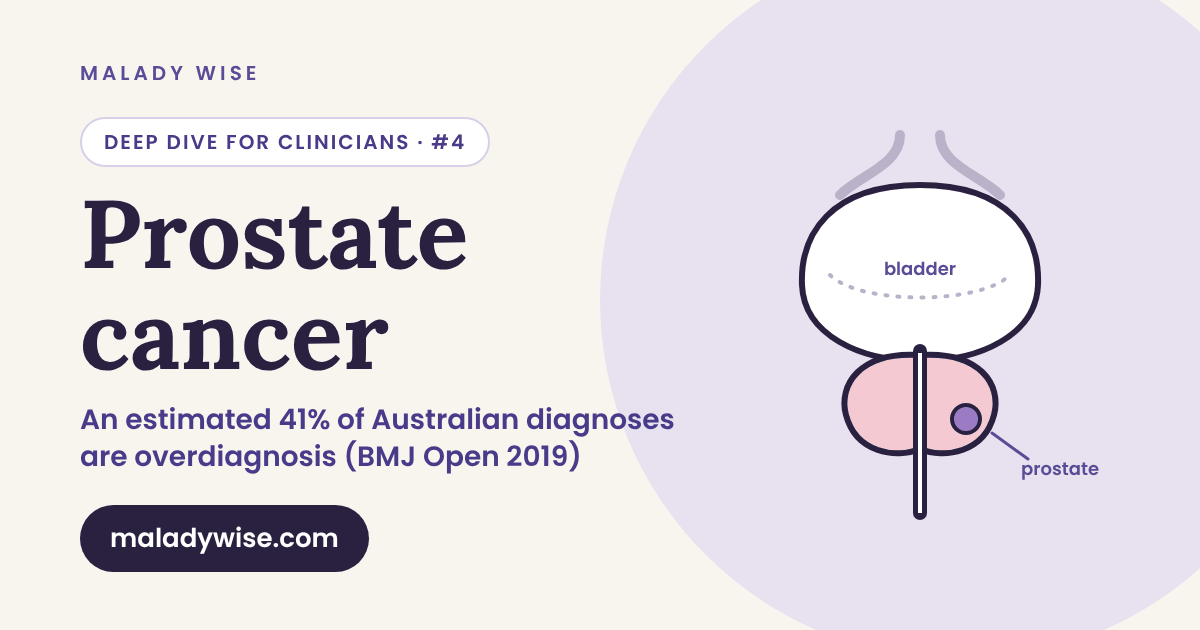 MALADY WISE
DEEP DIVE FOR CLINICIANS · #4
Prostate
cancer
An estimated 41% of Australian diagnoses
are overdiagnosis (BMJ Open 2019)
maladywise.com
bladder
prostate